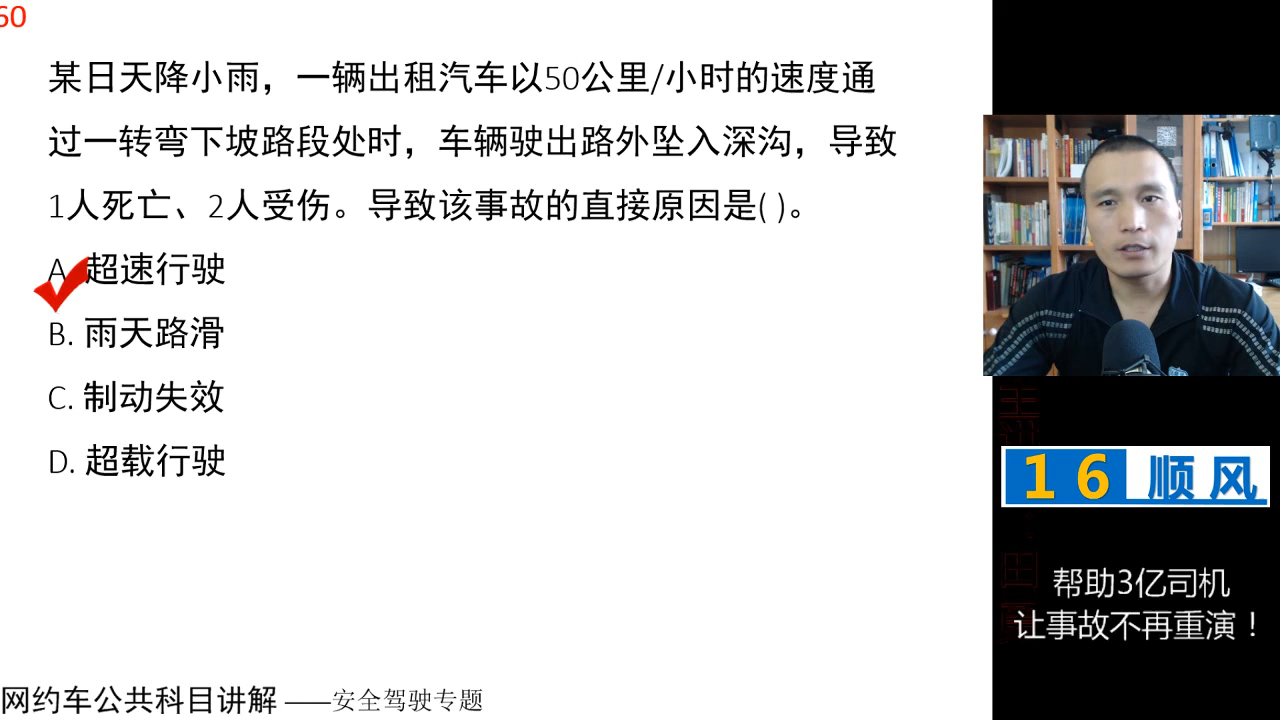 60
某日天降小雨，一辆出租汽车以50公里/小时的速度通
过一转弯下坡路段处时，车辆驶出路外坠入深沟，导致
1人死亡、2人受伤。导致该事故的直接原因是( )。
A. 超速行驶
B. 雨天路滑
C. 制动失效
D. 超载行驶
16顺风
帮助3亿司机
让事故不再重演！
网约车公共科目讲解 ——安全驾驶专题